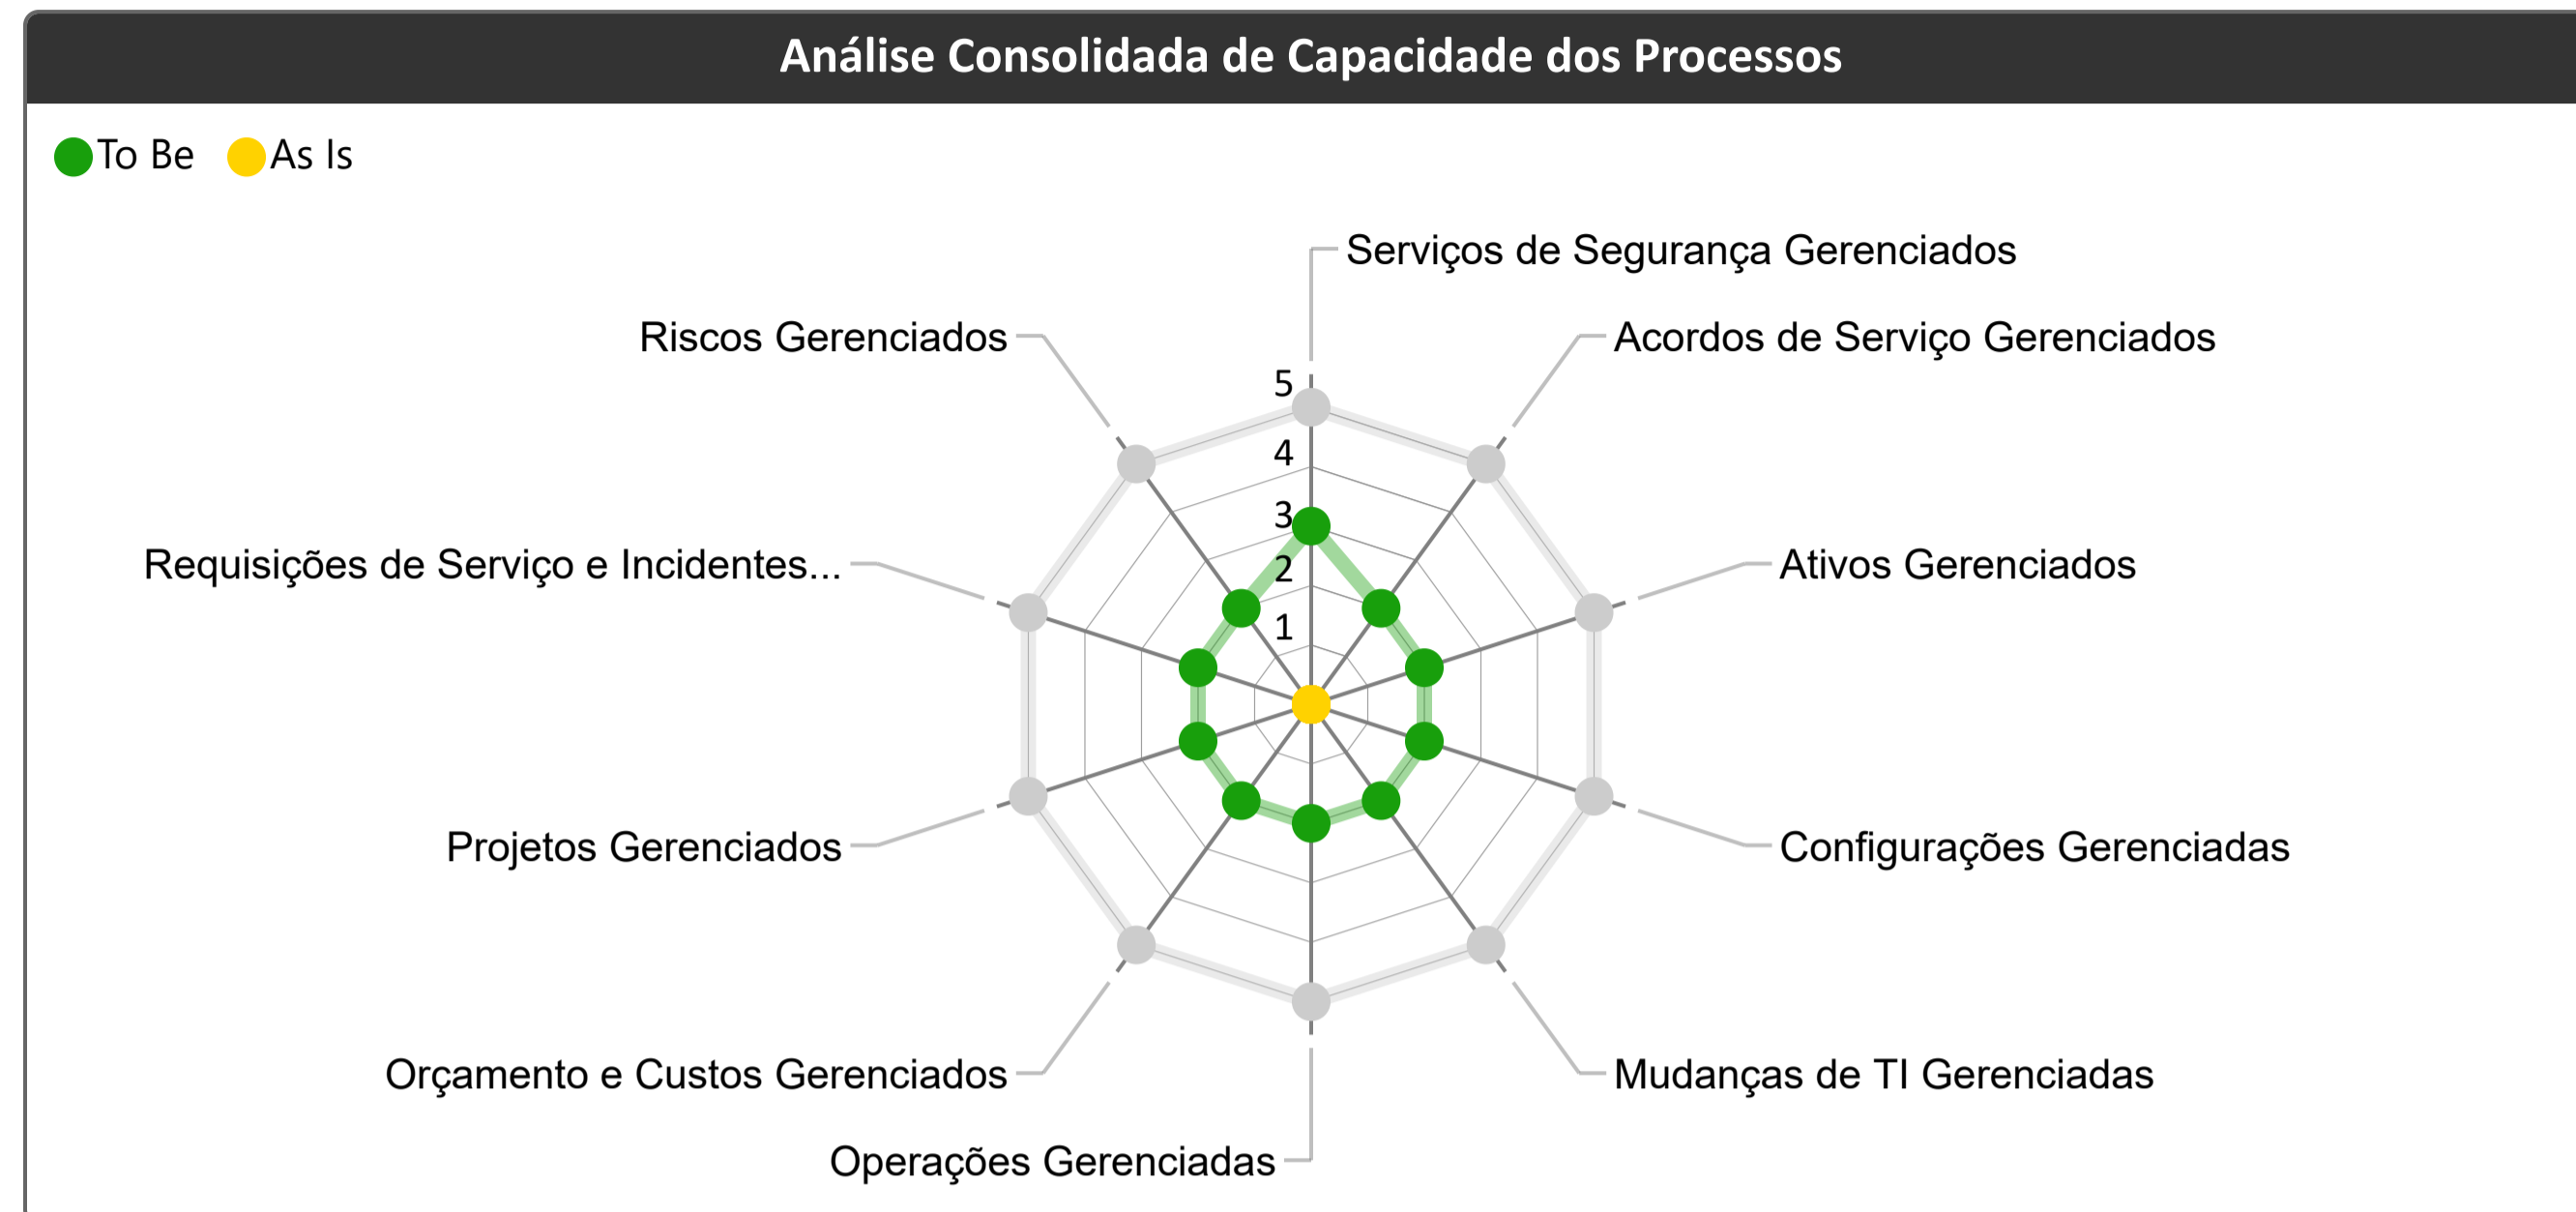 Análise Consolidada de Capacidade dos Processos
To Be
As Is
Serviços de Segurança Gerenciados
Riscos Gerenciados
Acordos de Serviço Gerenciados
5
4
3
Requisições de Serviço e Incidentes...
Ativos Gerenciados
2
1
Projetos Gerenciados
Configurações Gerenciadas
Orçamento e Custos Gerenciados
Mudanças de TI Gerenciadas
Operações Gerenciadas